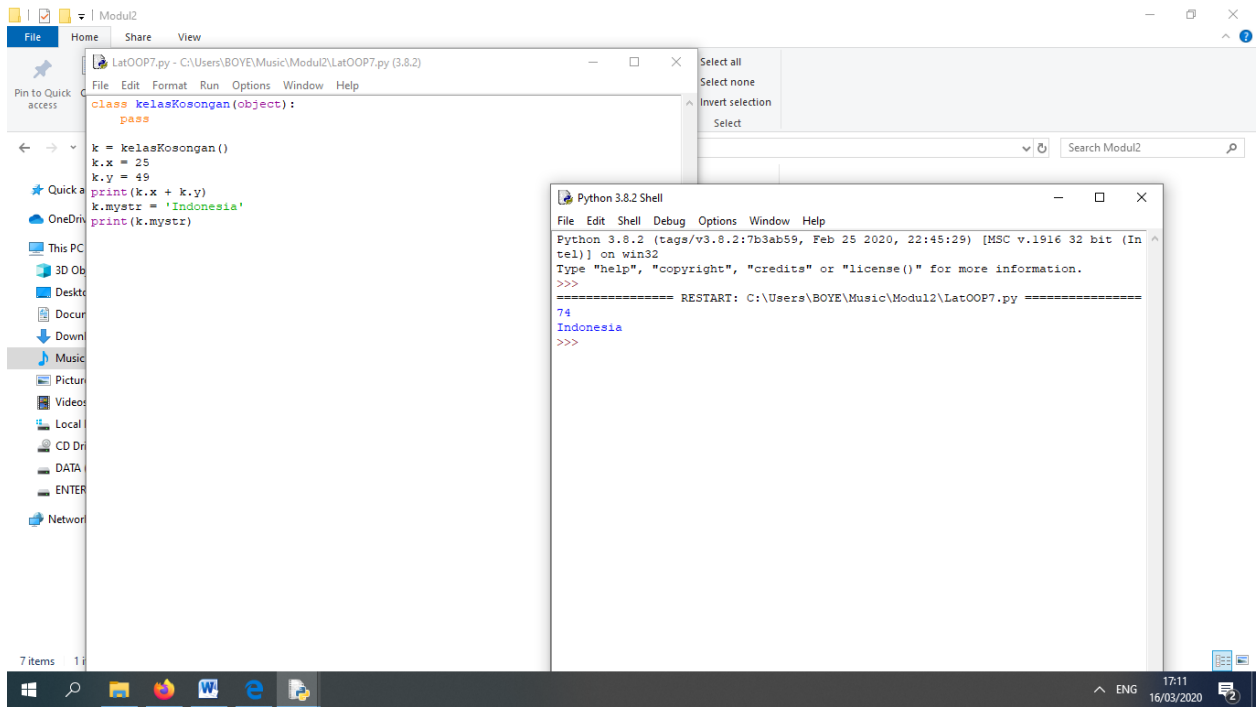 Modul2
File Home Share View
Pin to Quick
access
Select all
Select none
Invert selection
Select
Search Modul2
Quick
OneDriv
This PC
3D Ob
Deskt
Docur
Down
Music
Pictur
Videos
Local
CD Dri
DATA
ENTER
Networ
7 items
LatOOP7.py - C:\Users\BOYE\Music\Modul2\LatOOP7.py (3.8.2)
File Edit Format Run Options Window Help
class kelasKosongan(object):
    pass
k = kelasKosongan()
k.x = 25
k.y = 49
print(k.x + k.y)
k.mystr = 'Indonesia'
print(k.mystr)
Python 3.8.2 Shell
File Edit Shell Debug Options Window Help
Python 3.8.2 (tags/v3.8.2:7b3ab59, Feb 25 2020, 22:45:29) [MSC v.1916 32 bit (In
tel)] on win32
Type "help", "copyright", "credits" or "license()" for more information.
>>>
================ RESTART: C:\Users\BOYE\Music\Modul2\LatOOP7.py ================
74
Indonesia
>>>
ENG
17:11
16/03/2020
2